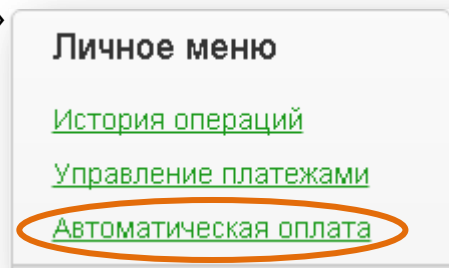 Личное меню
История операций
Управление платежами
Автоматическая оплата